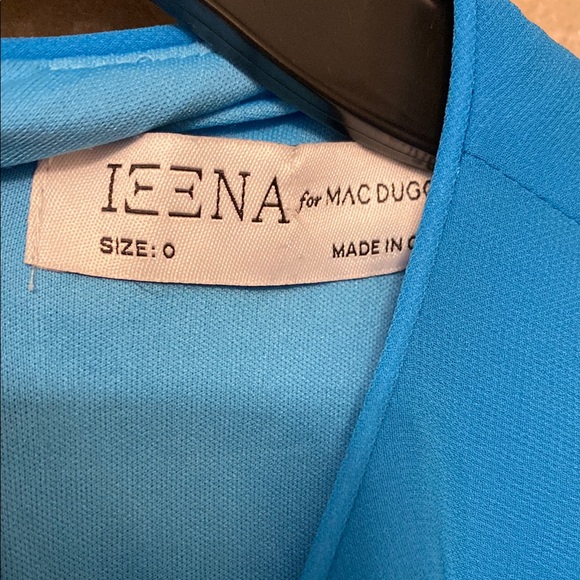 IEENA for MAC DUGG
SIZE: 0
MADE IN C